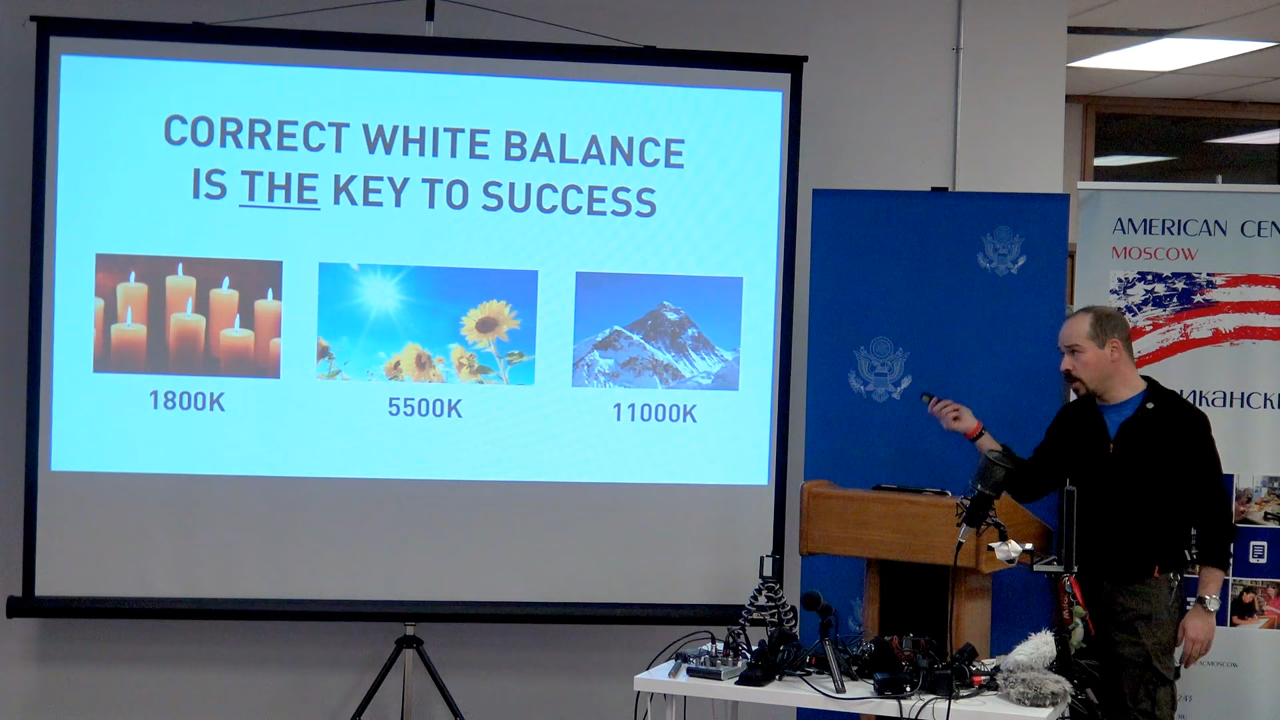 CORRECT WHITE BALANCE
IS THE KEY TO SUCCESS
1800K
5500K
11000K
AMERICAN CEN
MOSCOW
иканск